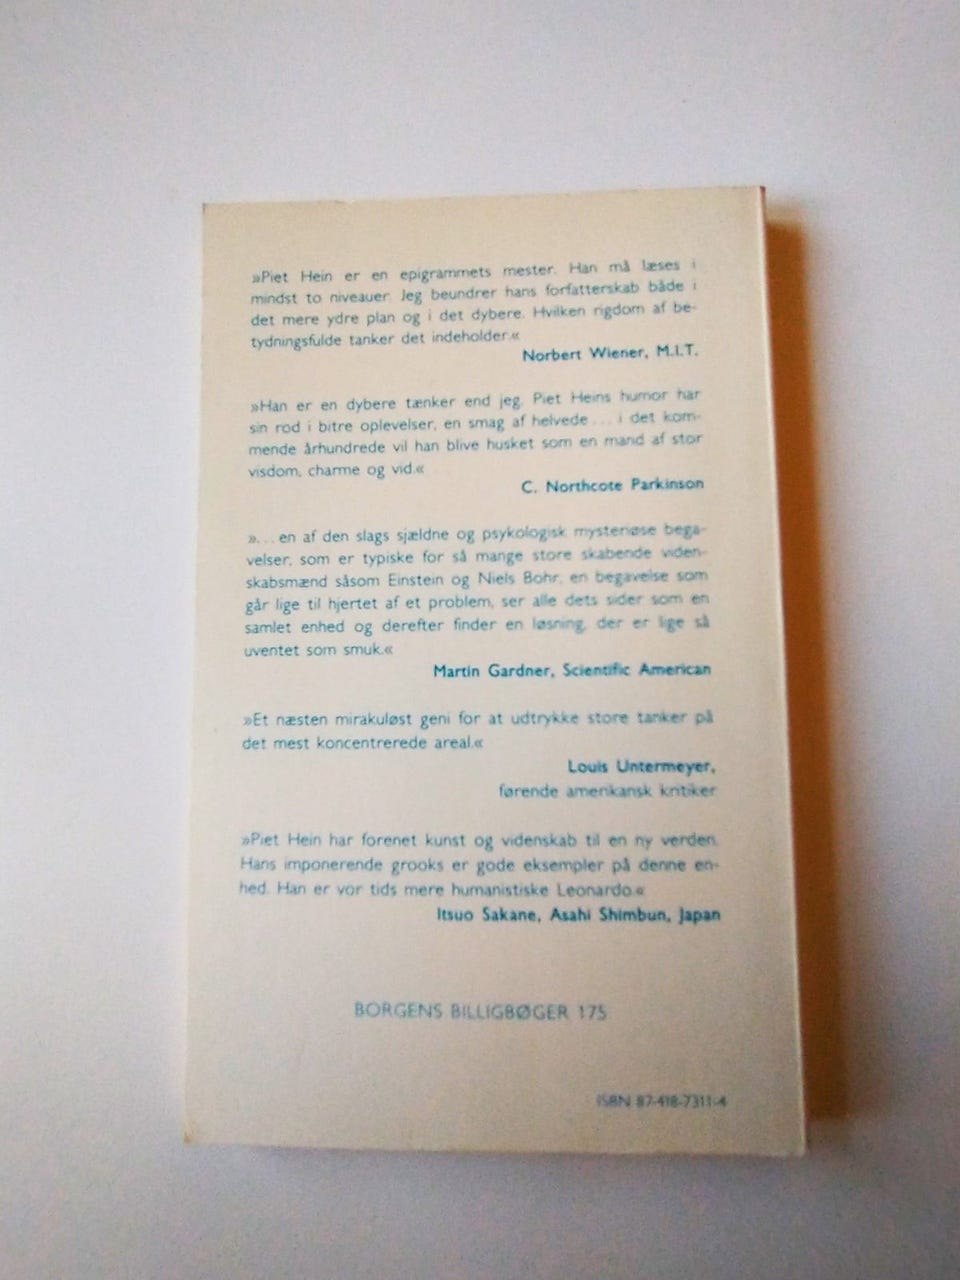 »Piet Hein er en epigrammets mester. Han må læses i
mindst to niveauer. Jeg beundrer hans forfatterskab både i
det mere ydre plan og i det dybere. Hvilken rigdom af be-
tydningsfulde tanker det indeholder.«
Norbert Wiener, M.I.T.
»Han er en dybere tænker end jeg. Piet Heins humor har
sin rod i bitre oplevelser, en smag af helvede . . . i det kom-
mende århundrede vil han blive husket som en mand af stor
visdom, charme og vid.«
C. Northcote Parkinson
». . . en af den slags sjældne og psykologisk mysteriøse bega-
velser, som er typiske for så mange store skabende viden-
skabsmænd såsom Einstein og Niels Bohr, en begavelse som
går lige til hjertet af et problem, ser alle dets sider som en
samlet enhed og derefter finder en løsning, der er lige så
uventet som smuk.«
Martin Gardner, Scientific American
»Et næsten mirakuløst geni for at udtrykke store tanker på
det mest koncentrerede areal.«
Louis Untermeyer,
førende amerikansk kritiker
»Piet Hein har forenet kunst og videnskab til en ny verden.
Hans imponerende grooks er gode eksempler på denne en-
hed. Han er vor tids mere humanistiske Leonardo.«
Itsuo Sakane, Asahi Shimbun, Japan
BORGENS BILLIGBØGER 175
ISBN 87-418-7311-4